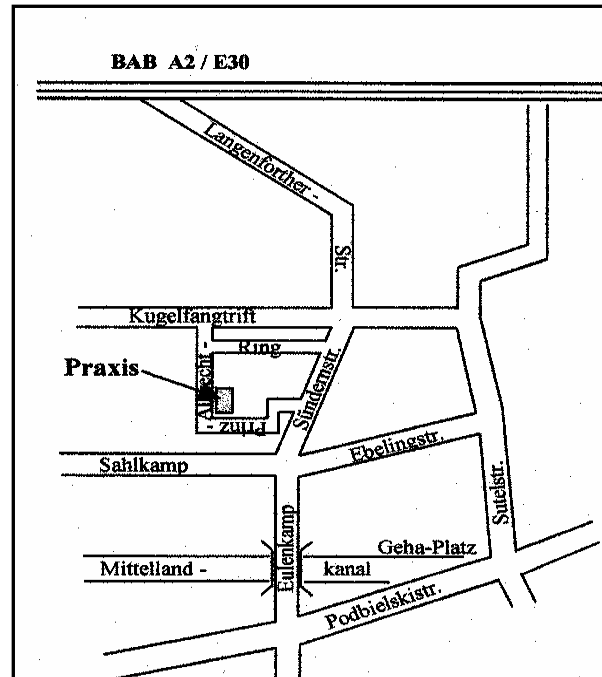 BAB A2 / E30
Langenforther -
Str.
Kugelfangtrift
Ring
Praxis
Albrecht -
Prinz -
Sündernstr.
Sahlkamp
Ebelingstr.
Sutelstr.
Eulenkamp
Geha-Platz
Mittelland - kanal
Podbielskistr.